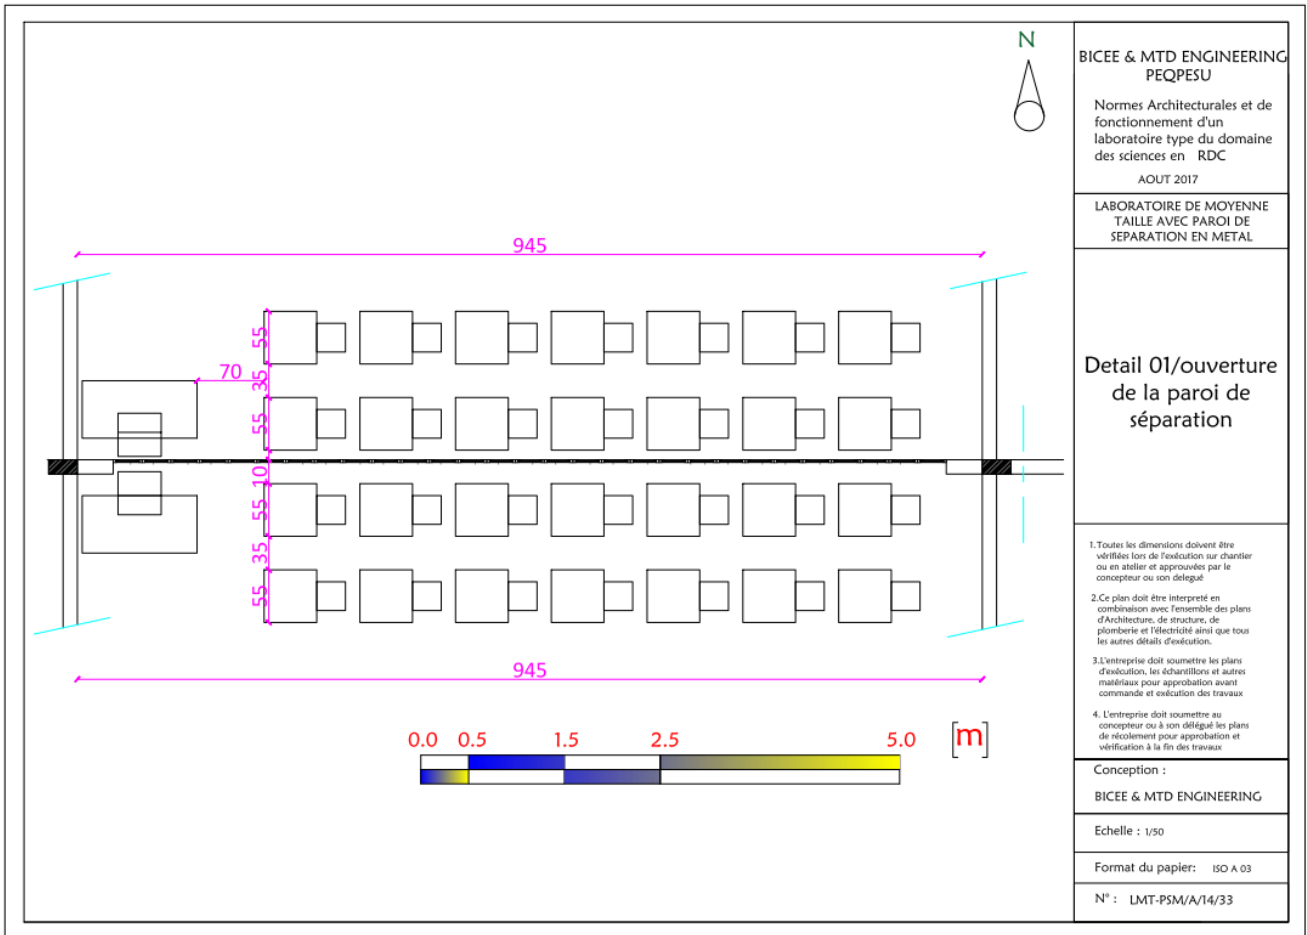 N
945
55
70
35
55
10
55
35
55
945
0.0 0.5 1.5 2.5 5.0 [m]
BICEE & MTD ENGINEERING
PEQPESU
Normes Architecturales et de
fonctionnement d'un
laboratoire type du domaine
des sciences en RDC
AOUT 2017
LABORATOIRE DE MOYENNE
TAILLE AVEC PAROI DE
SEPARATION EN METAL
Detail 01/ouverture
de la paroi de
séparation
1.Toutes les dimensions doivent être
vérifiées lors de l'exécution sur chantier
ou en atelier et approuvées par le
concepteur ou son delegué
2.Ce plan doit être interpreté en
combinaison avec l'ensemble des plans
d'Architecture, de structure, de
plomberie et l'électricité ainsi que tous
les autres détails d'exécution.
3.L'entreprise doit soumettre les plans
d'exécution, les échantillons et autres
matériaux pour approbation avant
commande et exécution des travaux
4. L'entreprise doit soumettre au
concepteur ou à son délégué les plans
de récolement pour approbation et
vérification à la fin des travaux
Conception :
BICEE & MTD ENGINEERING
Echelle : 1/50
Format du papier: ISO A 03
N° : LMT-PSM/A/14/33